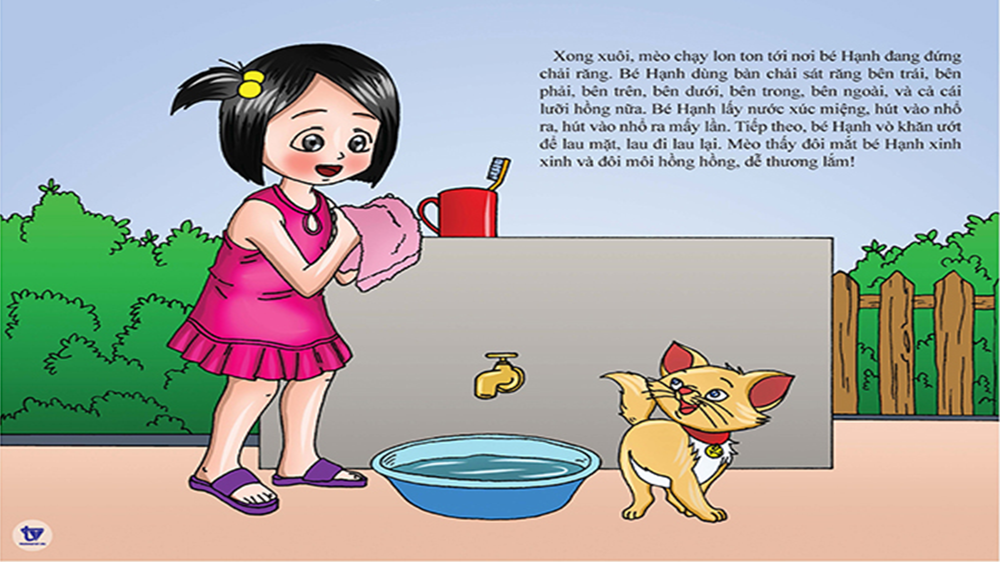 Xong xuôi, mèo chạy lon ton tới nơi bé Hạnh đang đứng
chải răng. Bé Hạnh dùng bàn chải sát răng bên trái, bên
phải, bên trên, bên dưới, bên trong, bên ngoài, và cả cái
lưỡi hồng nữa. Bé Hạnh lấy nước xúc miệng, hút vào nhổ
ra, hút vào nhổ ra mấy lần. Tiếp theo, bé Hạnh vò khăn ướt
để lau mặt, lau đi lau lại. Mèo thấy đôi mắt bé Hạnh xinh
xinh và đôi môi hồng hồng, dễ thương lắm!
tv